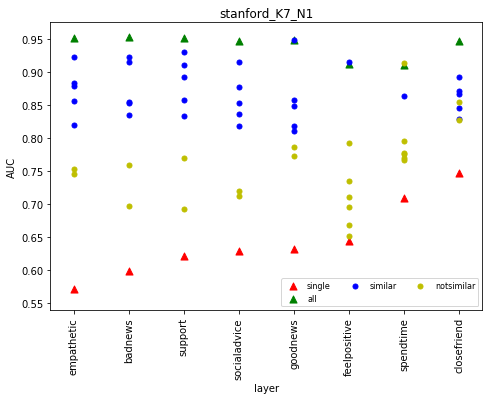 stanford_K7_N1
0.95
0.90
0.85
0.80
0.75
0.70
0.65
0.60
0.55
AUC
single
all
similar
notsimilar
empathetic
badnews
support
socialadvice
goodnews
feelpositive
spendtime
closefriend
layer